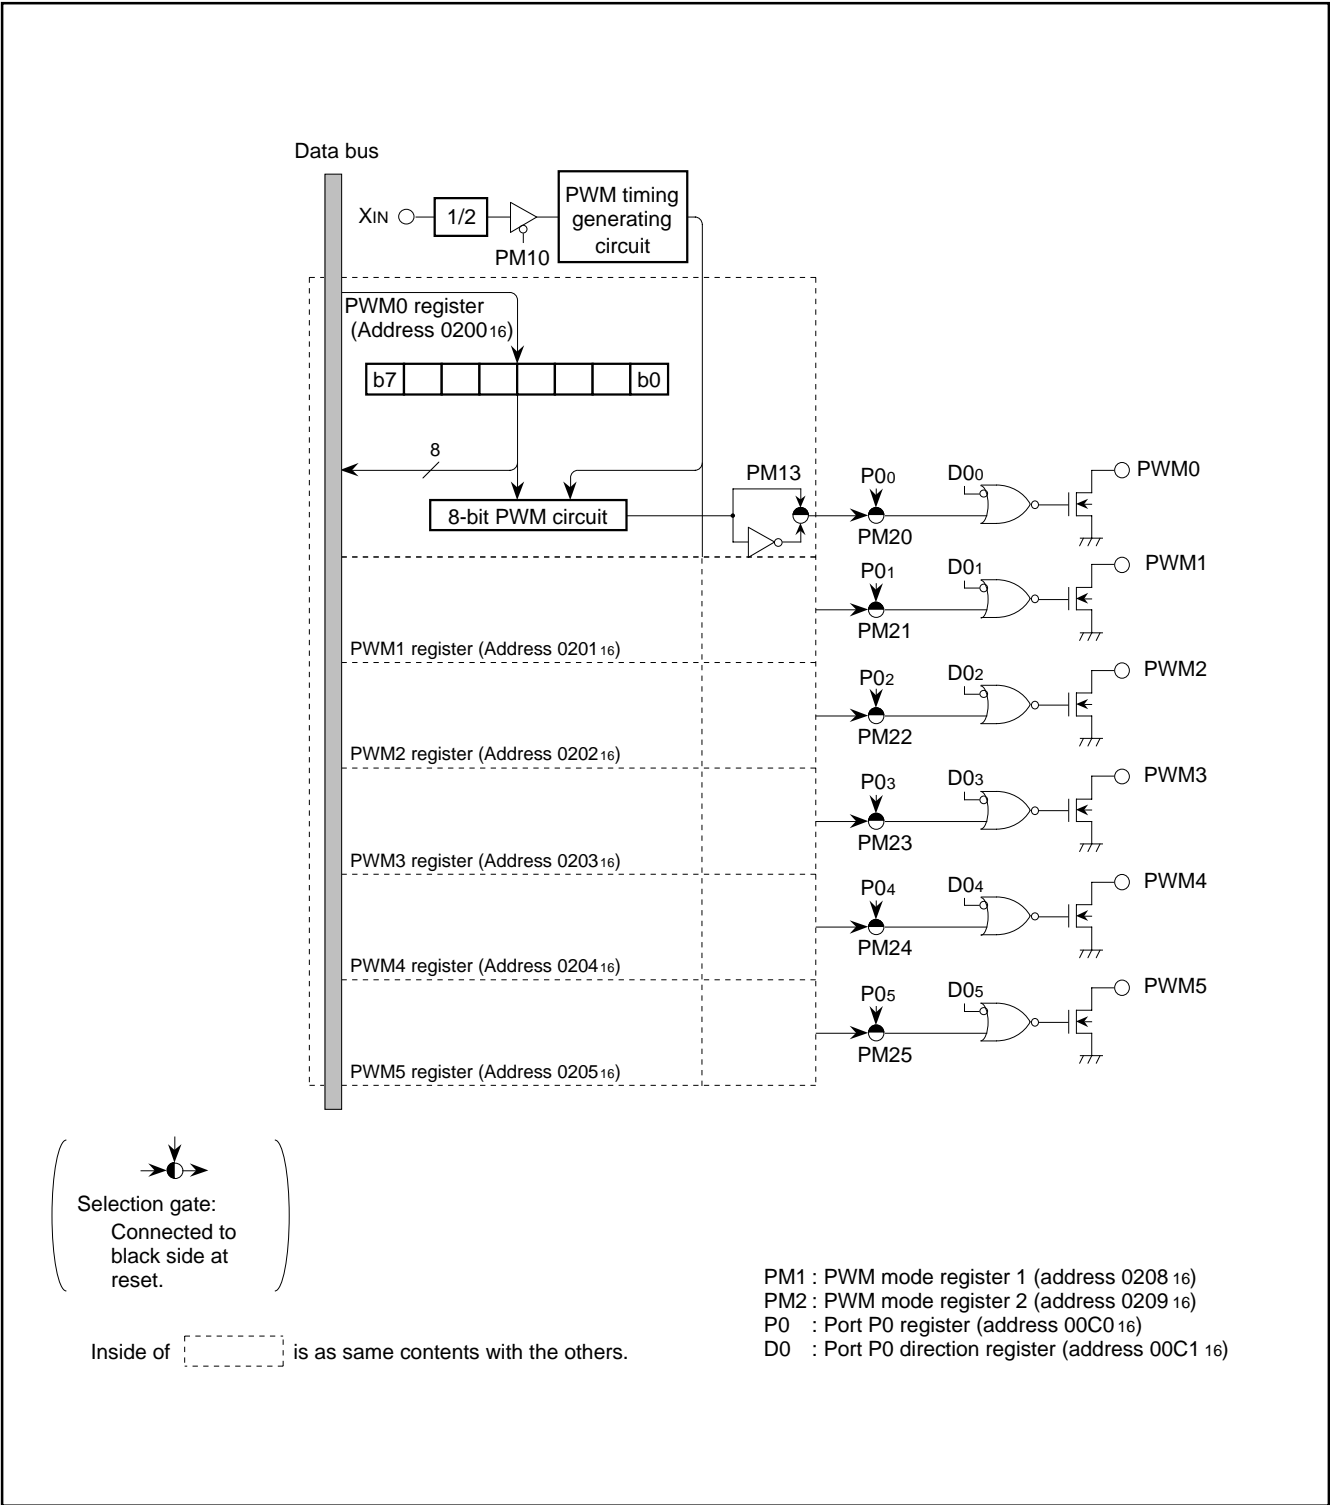 Data bus
XIN
1/2
PM10
PWM timing
generating
circuit
PWM0 register
(Address 020016)
b7
b0
8
8-bit PWM circuit
PM13
P00
PM20
D00
PWM0
P01
PM21
D01
PWM1
PWM1 register (Address 020116)
P02
PM22
D02
PWM2
PWM2 register (Address 020216)
P03
PM23
D03
PWM3
PWM3 register (Address 020316)
P04
PM24
D04
PWM4
PWM4 register (Address 020416)
P05
PM25
D05
PWM5
PWM5 register (Address 020516)
Selection gate:
Connected to
black side at
reset.
Inside of is as same contents with the others.
PM1 : PWM mode register 1 (address 020816)
PM2 : PWM mode register 2 (address 020916)
P0 : Port P0 register (address 00C016)
D0 : Port P0 direction register (address 00C116)